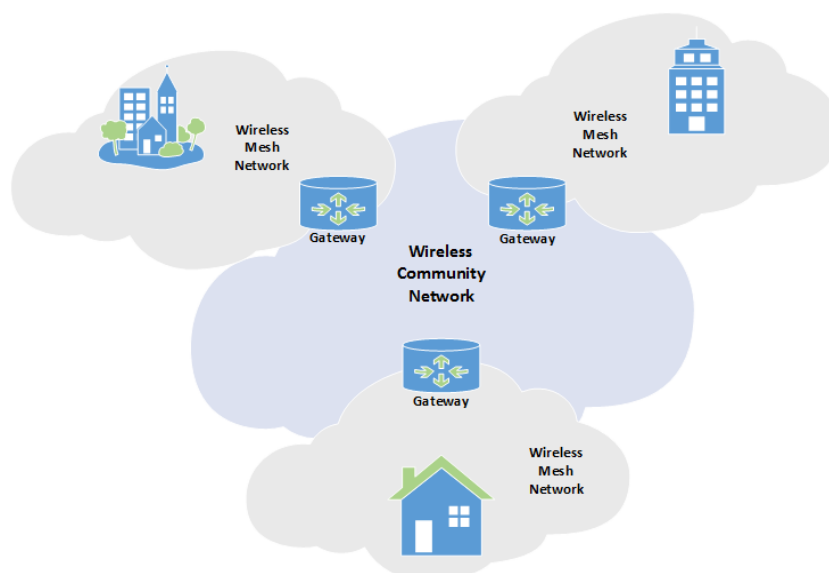 Wireless
Mesh
Network
Wireless
Mesh
Network
Gateway
Gateway
Wireless
Community
Network
Gateway
Wireless
Mesh
Network